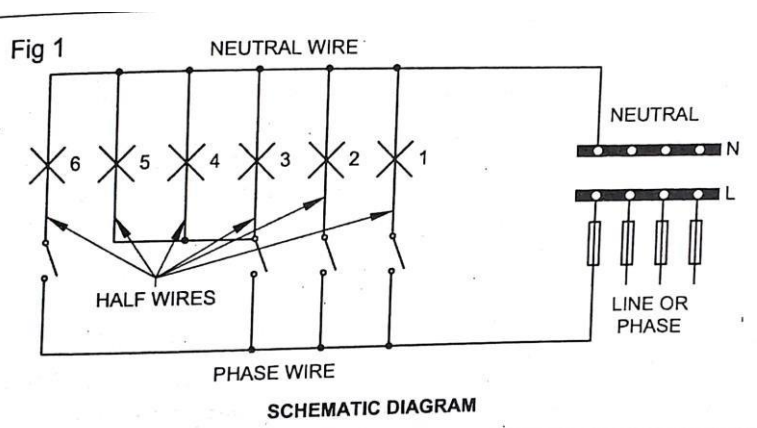 Fig 1
NEUTRAL WIRE
NEUTRAL
N
6 5 4 3 2 1
L
HALF WIRES
LINE OR
PHASE
PHASE WIRE
SCHEMATIC DIAGRAM